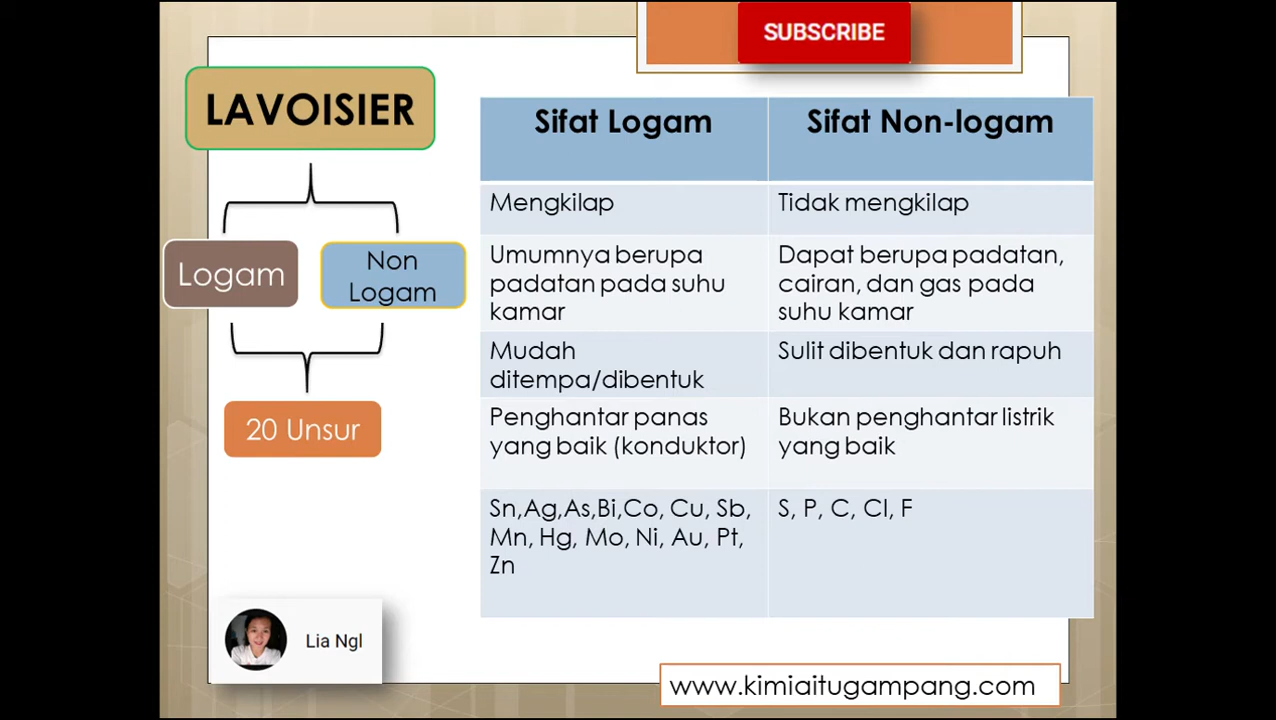 SUBSCRIBE
LAVOISIER
Logam
Non
Logam
20 Unsur
Sifat Logam
Sifat Non-logam
Mengkilap
Tidak mengkilap
Umumnya berupa
padatan pada suhu
kamar
Dapat berupa padatan,
cairan, dan gas pada
suhu kamar
Mudah
ditempa/dibentuk
Sulit dibentuk dan rapuh
Penghantar panas
yang baik (konduktor)
Bukan penghantar listrik
yang baik
Sn,Ag,As,Bi,Co, Cu, Sb,
Mn, Hg, Mo, Ni, Au, Pt,
Zn
S, P, C, Cl, F
Lia Ngl
www.kimiaitugampang.com